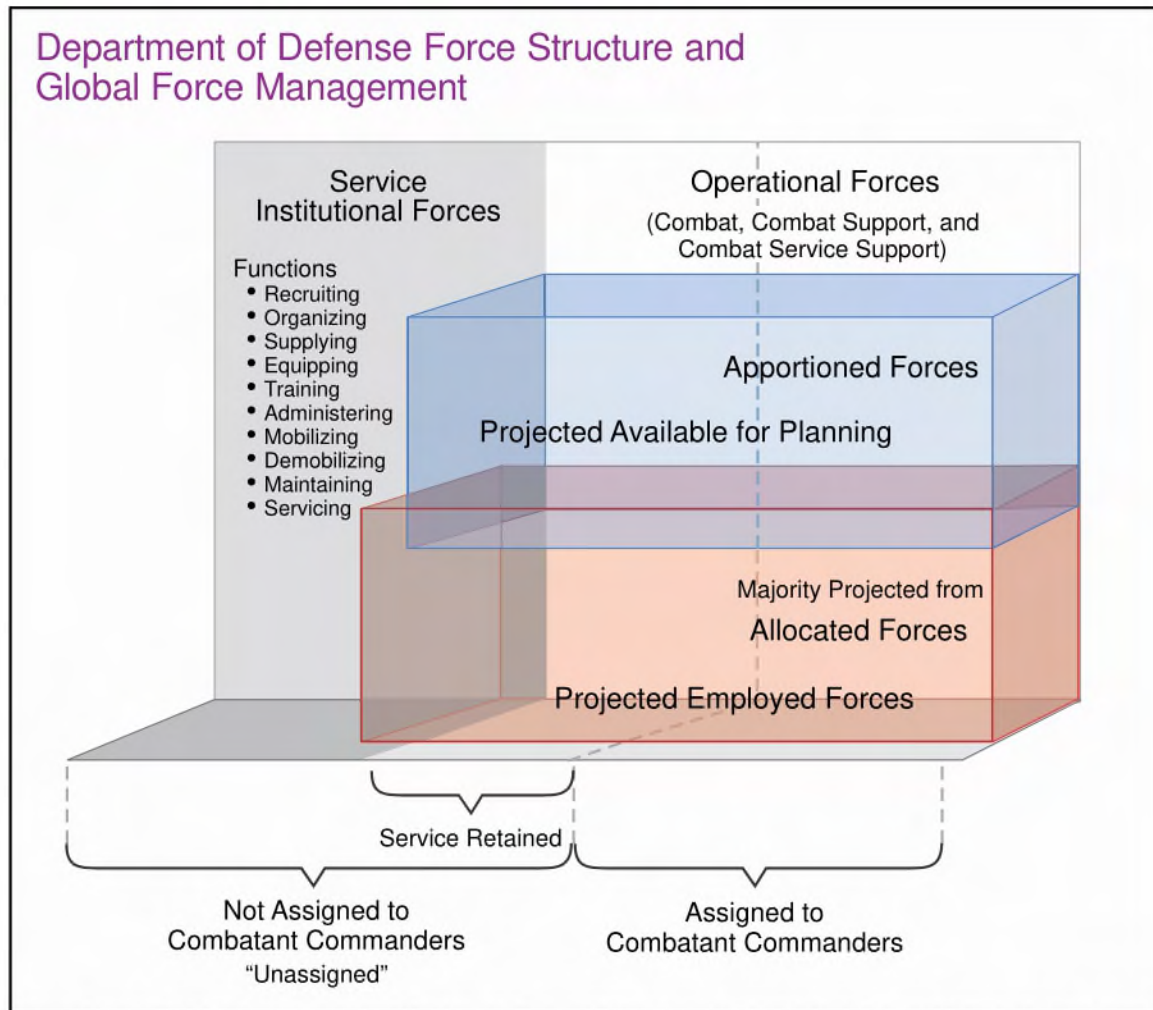 Department of Defense Force Structure and
Global Force Management
Service
Institutional Forces
Functions
• Recruiting
• Organizing
• Supplying
• Equipping
• Training
• Administering
• Mobilizing
• Demobilizing
• Maintaining
• Servicing
Operational Forces
(Combat, Combat Support, and
Combat Service Support)
Apportioned Forces
Projected Available for Planning
Majority Projected from
Allocated Forces
Projected Employed Forces
Service Retained
Not Assigned to
Combatant Commanders
“Unassigned”
Assigned to
Combatant Commanders